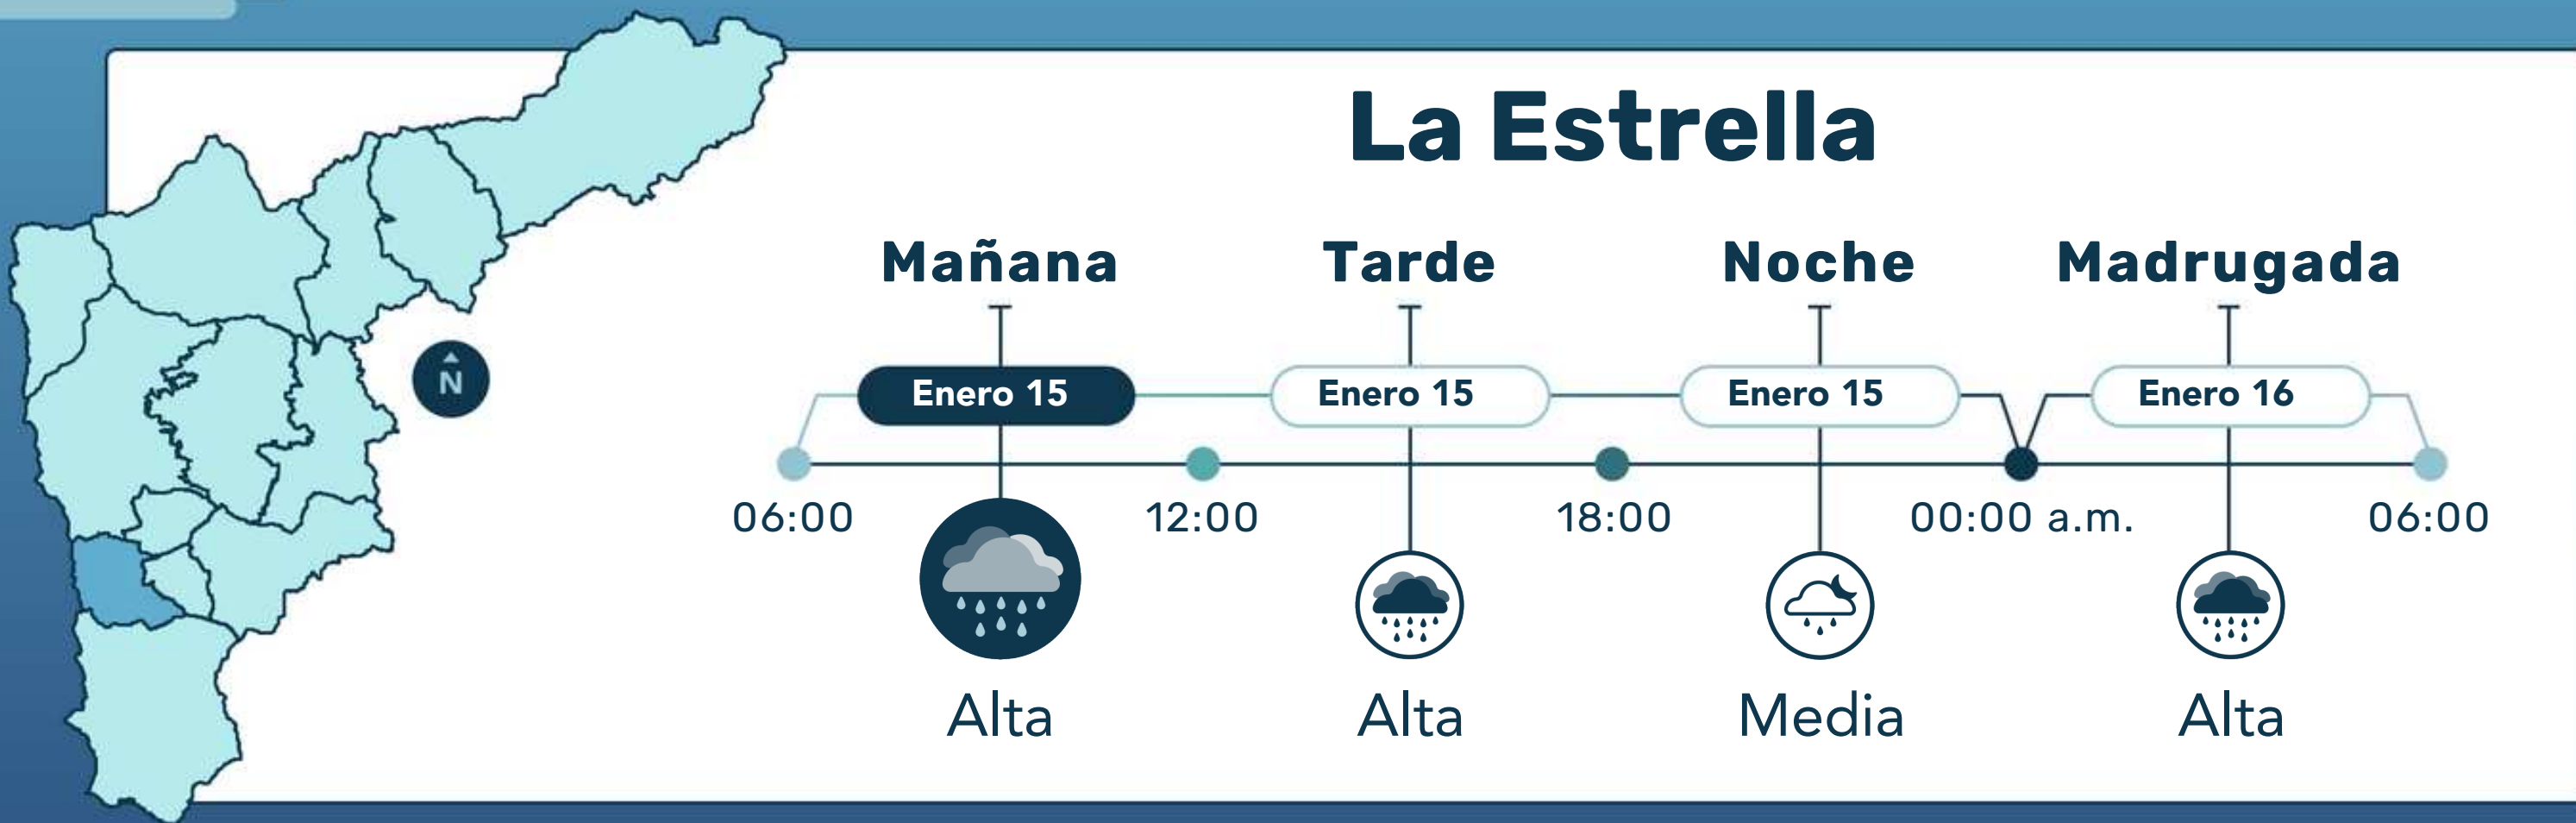 La Estrella
Mañana Tarde Noche Madrugada
N
Enero 15 Enero 15 Enero 15 Enero 16
06:00 12:00 18:00 00:00 a.m. 06:00
Alta Alta Media Alta